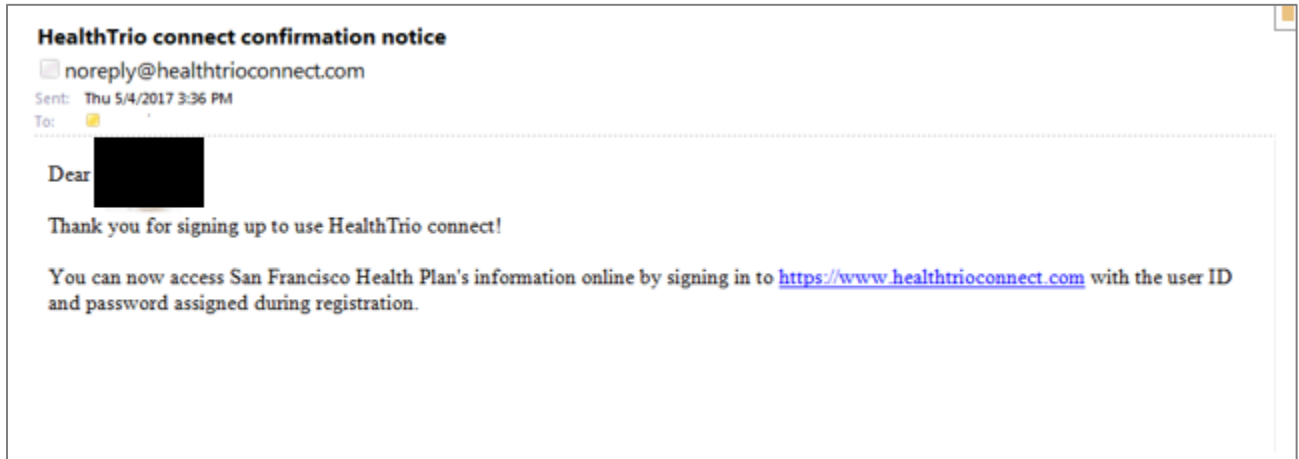 HealthTrio connect confirmation notice
noreply@healthtrioconnect.com
Sent: Thu 5/4/2017 3:36 PM
To:
Dear
Thank you for signing up to use HealthTrio connect!
You can now access San Francisco Health Plan's information online by signing in to https://www.healthtrioconnect.com with the user ID
and password assigned during registration.